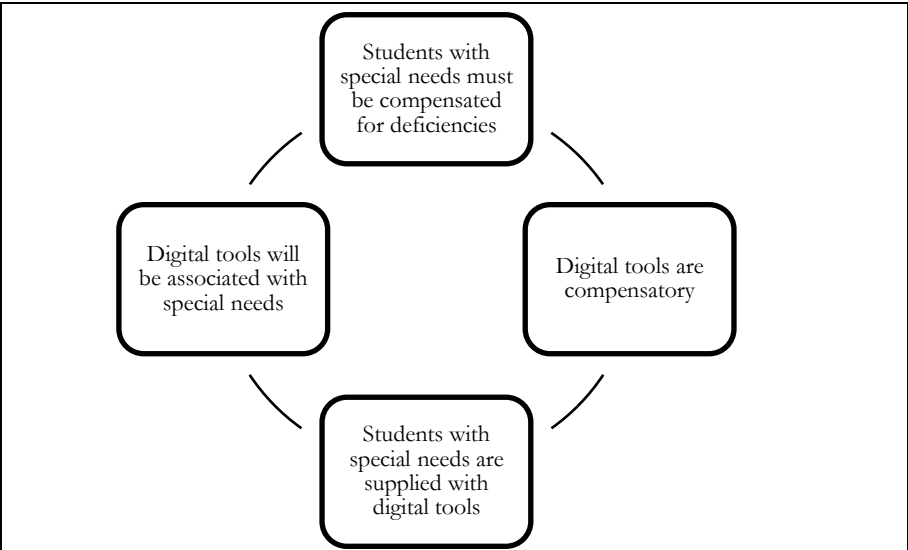 Students with
special needs must
be compensated
for deficiencies
Digital tools are
compensatory
Students with
special needs are
supplied with
digital tools
Digital tools will
be associated with
special needs